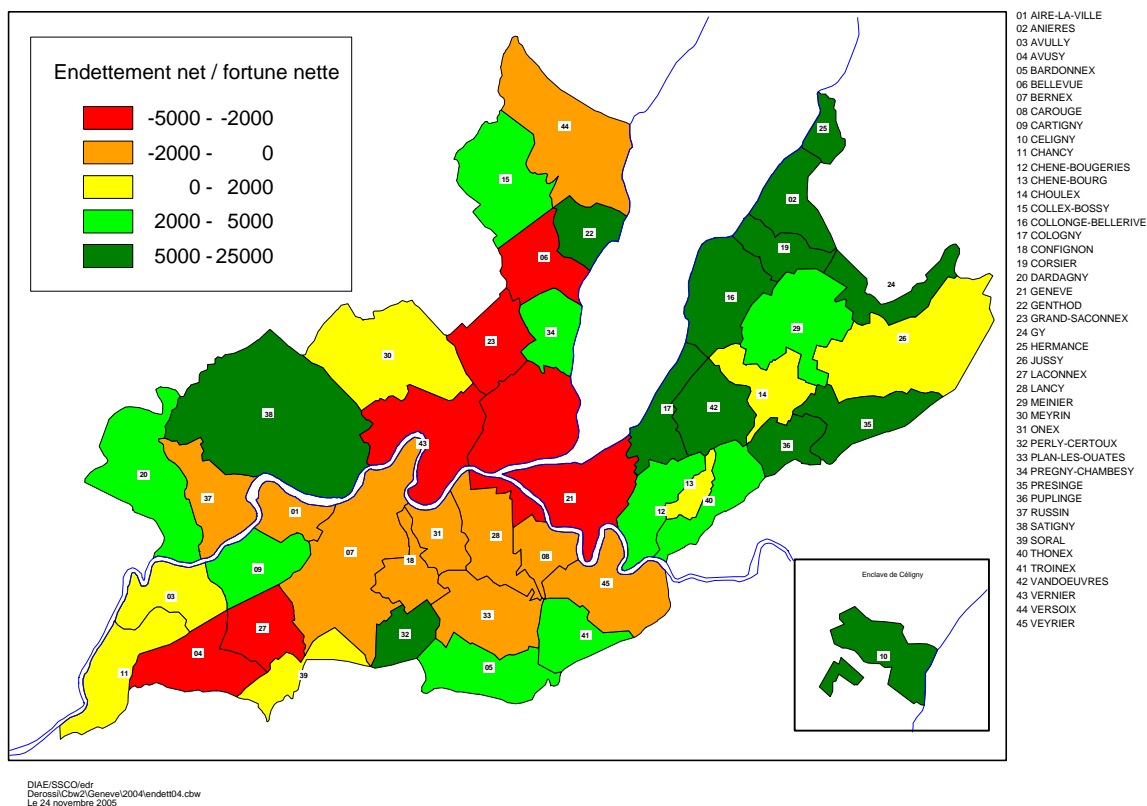 Endettement net / fortune nette
-5000 - -2000
-2000 - 0
0 - 2000
2000 - 5000
5000 - 25000
44
25
15
02
22
19
06
24
16
34
29
26
23
30
14
17
42
38
35
43
36
20
13
40
21
37
12
01
31
28
07
08
18
09
45
03
33
32
41
27
04
05
11
39
Enclave de Céligny
10
01 AIRE-LA-VILLE
02 ANIERES
03 AVULLY
04 AVUSY
05 BARDONNEX
06 BELLEVUE
07 BERNEX
08 CAROUGE
09 CARTIGNY
10 CELIGNY
11 CHANCY
12 CHENE-BOUGERIES
13 CHENE-BOURG
14 CHOULEX
15 COLLEX-BOSSY
16 COLLONGE-BELLERIVE
17 COLOGNY
18 CONFIGNON
19 CORSIER
20 DARDAGNY
21 GENEVE
22 GENTHOD
23 GRAND-SACONNEX
24 GY
25 HERMANCE
26 JUSSY
27 LACONNEX
28 LANCY
29 MEINIER
30 MEYRIN
31 ONEX
32 PERLY-CERTOUX
33 PLAN-LES-OUATES
34 PREGNY-CHAMBESY
35 PRESINGE
36 PUPLINGE
37 RUSSIN
38 SATIGNY
39 SORAL
40 THONEX
41 TROINEX
42 VANDOEUVRES
43 VERNIER
44 VERSOIX
45 VEYRIER
DIAE/SSCO/edr
Derossi\Cbw2\Geneve\2004\endett04.cbw
Le 24 novembre 2005